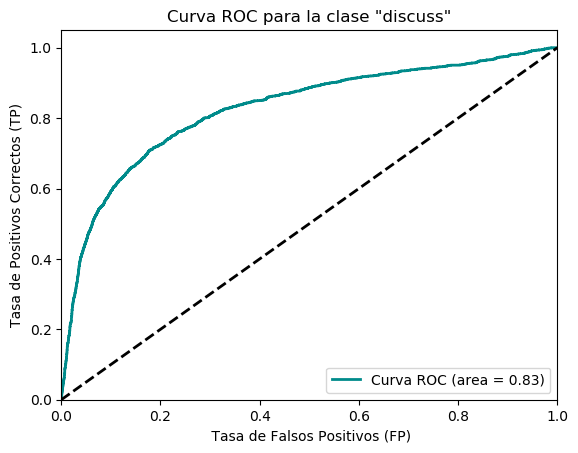 Curva ROC para la clase "discuss"
Tasa de Positivos Correctos (TP)
1.0
0.8
0.6
0.4
0.2
0.0
Curva ROC (area = 0.83)
0.0 0.2 0.4 0.6 0.8 1.0
Tasa de Falsos Positivos (FP)